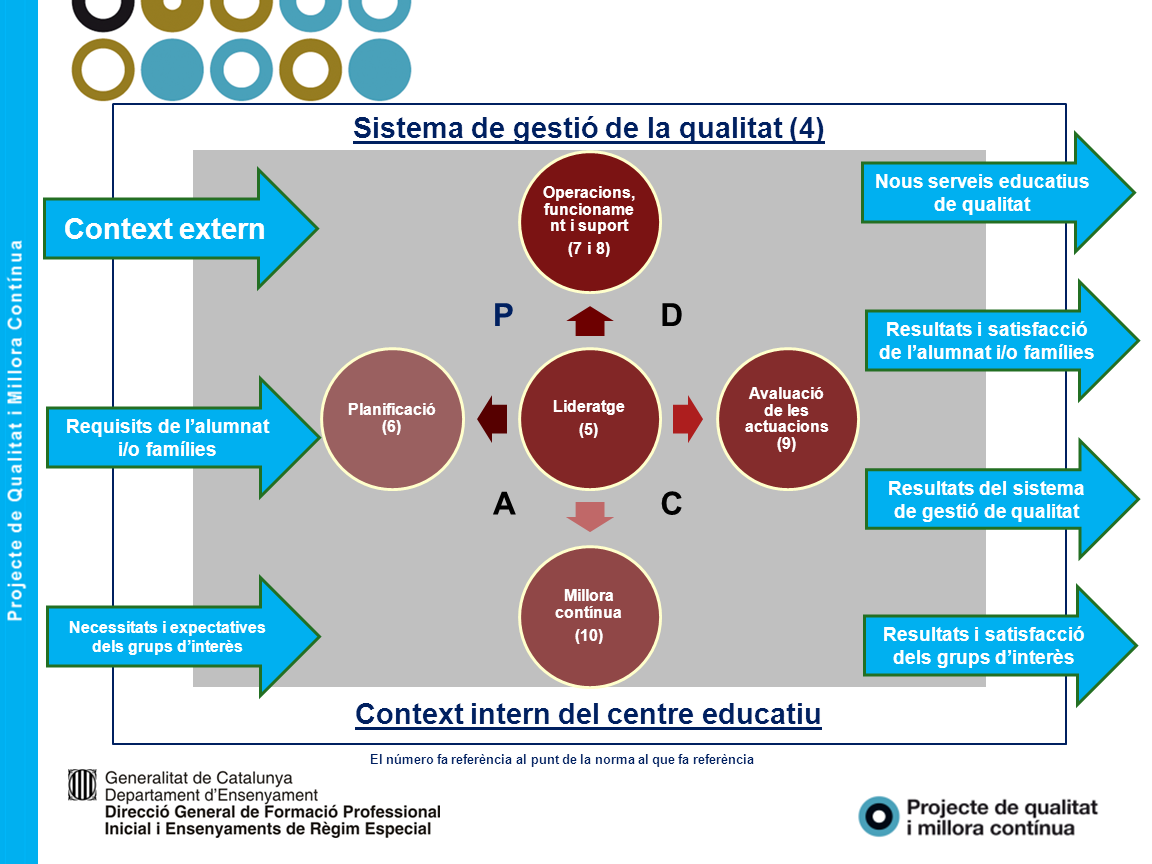 Projecte de Qualitat i Millora Contínua
Sistema de gestió de la qualitat (4)
Context extern
Requisits de l’alumnat
i/o famílies
Necessitats i expectatives
dels grups d’interès
Operacions,
funcioname
nt i suport
(7 i 8)
P
D
Planificació
(6)
Lideratge
(5)
Avaluació
de les
actuacions
(9)
A
C
Millora
contínua
(10)
Nous serveis educatius
de qualitat
Resultats i satisfacció
de l’alumnat i/o famílies
Resultats del sistema
de gestió de qualitat
Resultats i satisfacció
dels grups d’interès
Context intern del centre educatiu
El número fa referència al punt de la norma al que fa referència
Generalitat de Catalunya
Departament d’Ensenyament
Direcció General de Formació Professional
Inicial i Ensenyaments de Règim Especial
Projecte de qualitat
i millora contínua